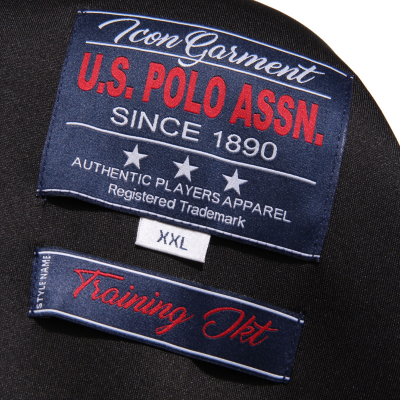 Icon Garment
U.S. POLO ASSN.
SINCE 1890
AUTHENTIC PLAYERS APPAREL
Registered Trademark
XXL
STYLENAME
Training Jkt